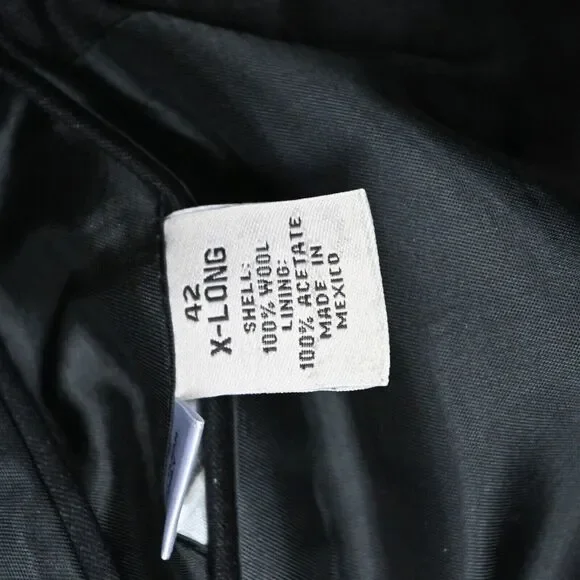 42
X-LONG
SHELL:
100% WOOL
LINING:
100% ACETATE
MADE IN
MEXICO